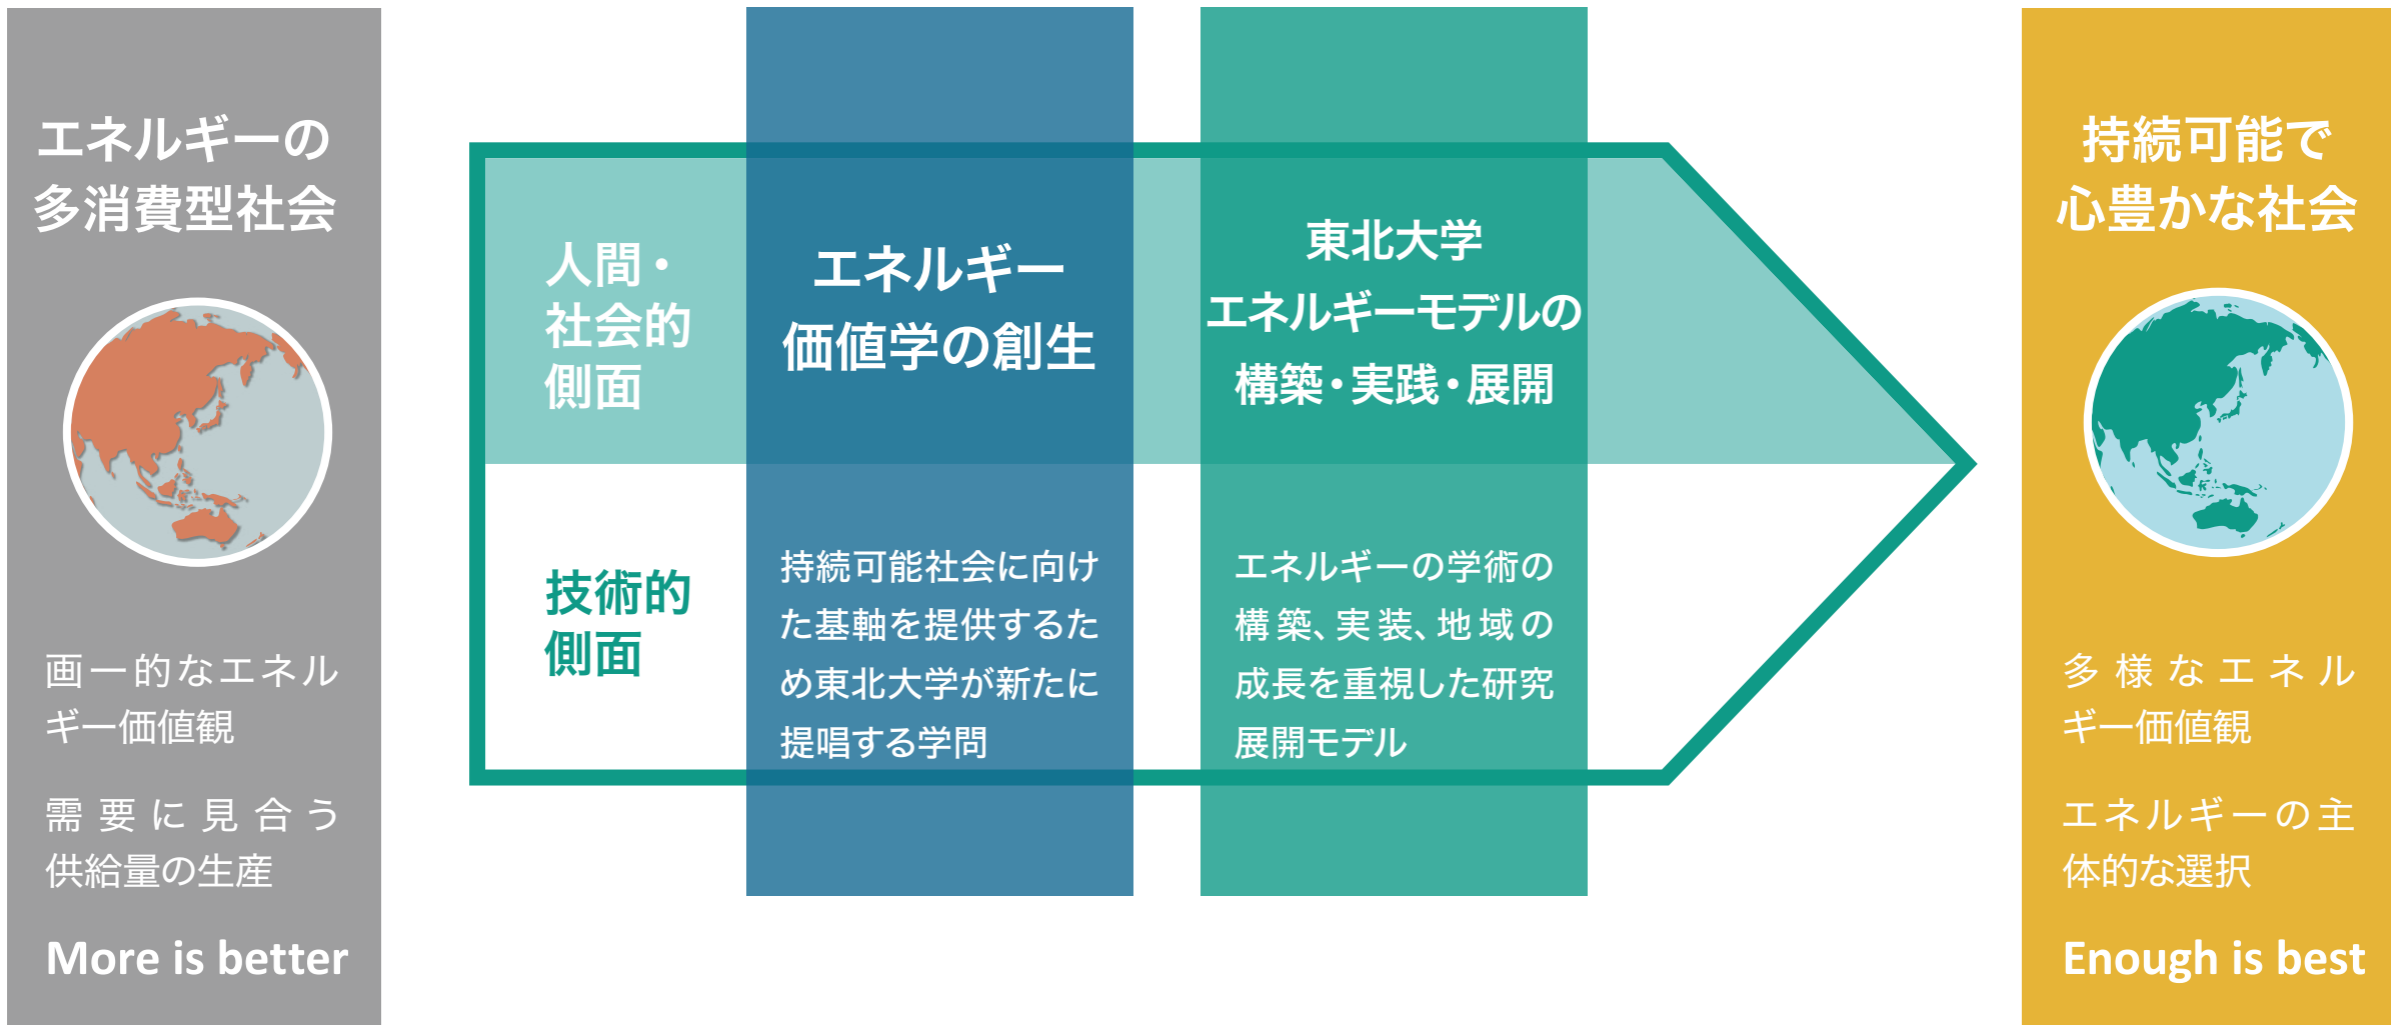 エネルギーの
多消費型社会
画一的なエネル
ギー価値観
需要に見合う
供給量の生産
More is better
人間・
社会的
側面
技術的
側面
エネルギー
価値学の創生
持続可能社会に向け
た基軸を提供するた
め東北大学が新たに
提唱する学問
東北大学
エネルギーモデルの
構築・実践・展開
エネルギーの学術の
構築、実装、地域の
成長を重視した研究
展開モデル
持続可能で
心豊かな社会
多様なエネル
ギー価値観
エネルギーの主
体的な選択
Enough is best